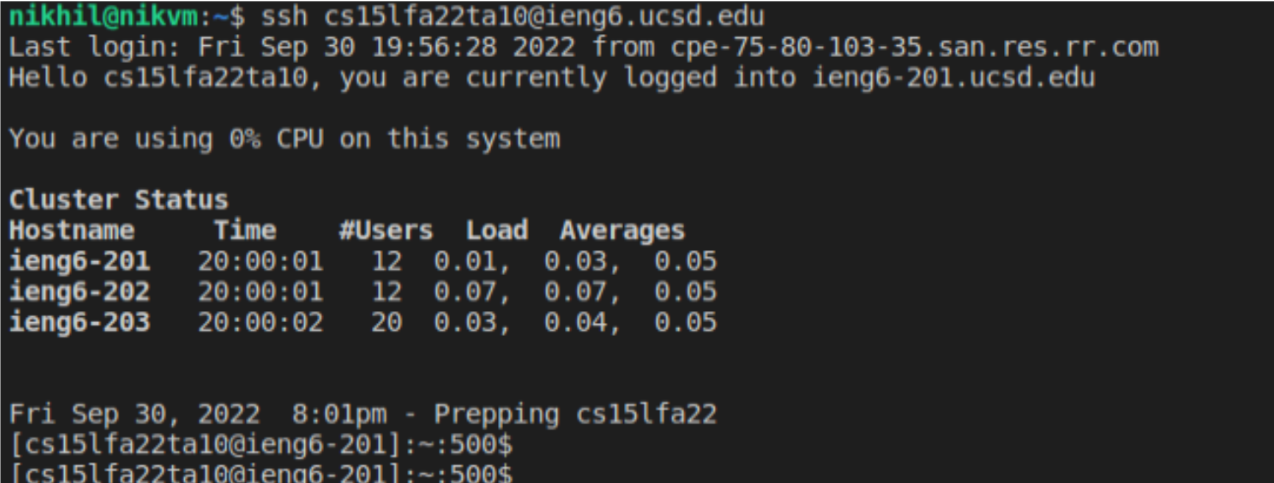 nikhil@nikvm:~$ ssh cs15lfa22ta10@ieng6.ucsd.edu
Last login: Fri Sep 30 19:56:28 2022 from cpe-75-80-103-35.san.res.rr.com
Hello cs15lfa22ta10, you are currently logged into ieng6-201.ucsd.edu
You are using 0% CPU on this system
Cluster Status
Hostname     Time    #Users  Load  Averages
ieng6-201   20:00:01   12  0.01,  0.03,  0.05
ieng6-202   20:00:01   12  0.07,  0.07,  0.05
ieng6-203   20:00:02   20  0.03,  0.04,  0.05
Fri Sep 30, 2022  8:01pm - Prepping cs15lfa22
[cs15lfa22ta10@ieng6-201]:~:500$
[cs15lfa22ta10@ieng6-201]:~:500$